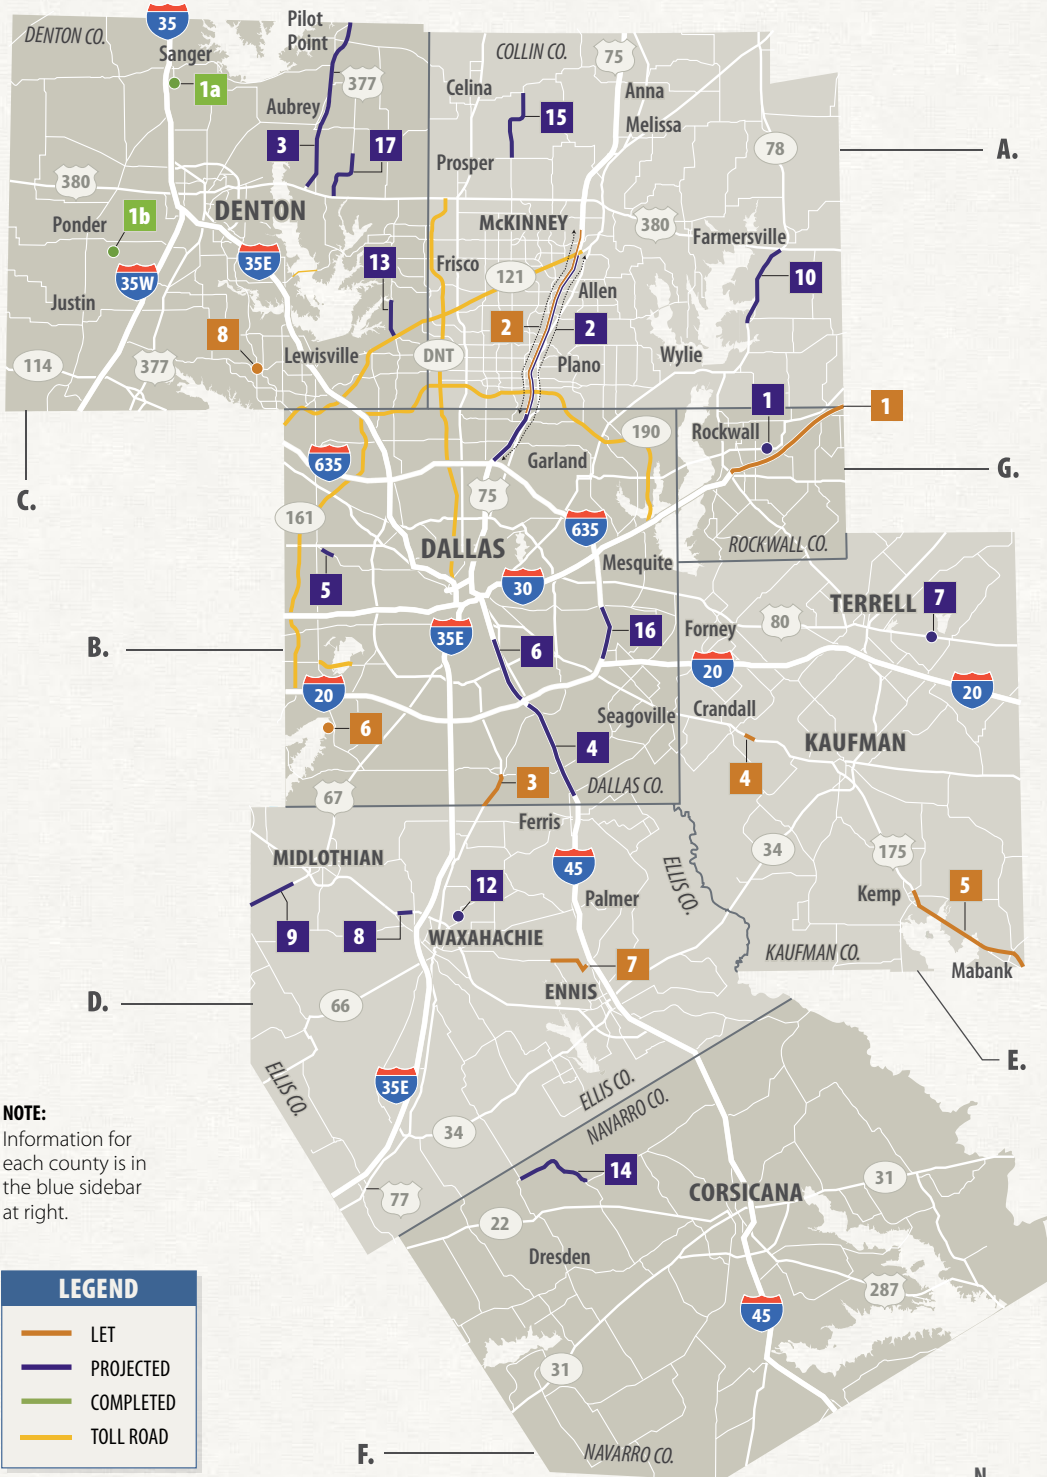 35
Pilot
Point
DENTON CO.
Sanger
COLLIN CO.
75
377
Celina
Anna
1a
Aubrey
15
Melissa
3
17
78
A.
Prosper
380
1b
DENTON
McKINNEY
380
Ponder
Farmersville
35E
13
Frisco
121
10
35W
Allen
Justin
8
2
2
Lewisville
DNT
Plano
Wylie
114
377
1
1
Rockwall
190
C.
635
Garland
G.
75
161
635
DALLAS
ROCKWALL CO.
Mesquite
5
30
TERRELL
7
80
B.
35E
6
16
Forney
20
20
20
Crandall
Seagoville
6
4
KAUFMAN
3
DALLAS CO.
4
67
Ferris
MIDLOTHIAN
45
34
175
12
ELLIS CO.
Palmer
Kemp
5
9
8
WAXAHACHIE
KAUFMAN CO.
7
Mabank
ENNIS
D.
66
E.
ELLIS CO.
35E
ELLIS CO.
NAVARRO CO.
NOTE:
Information for
each county is in
the blue sidebar
at right.
34
14
31
77
CORSICANA
22
Dresden
287
45
LEGEND
LET
PROJECTED
COMPLETED
TOLL ROAD
31
F.
NAVARRO CO.
N